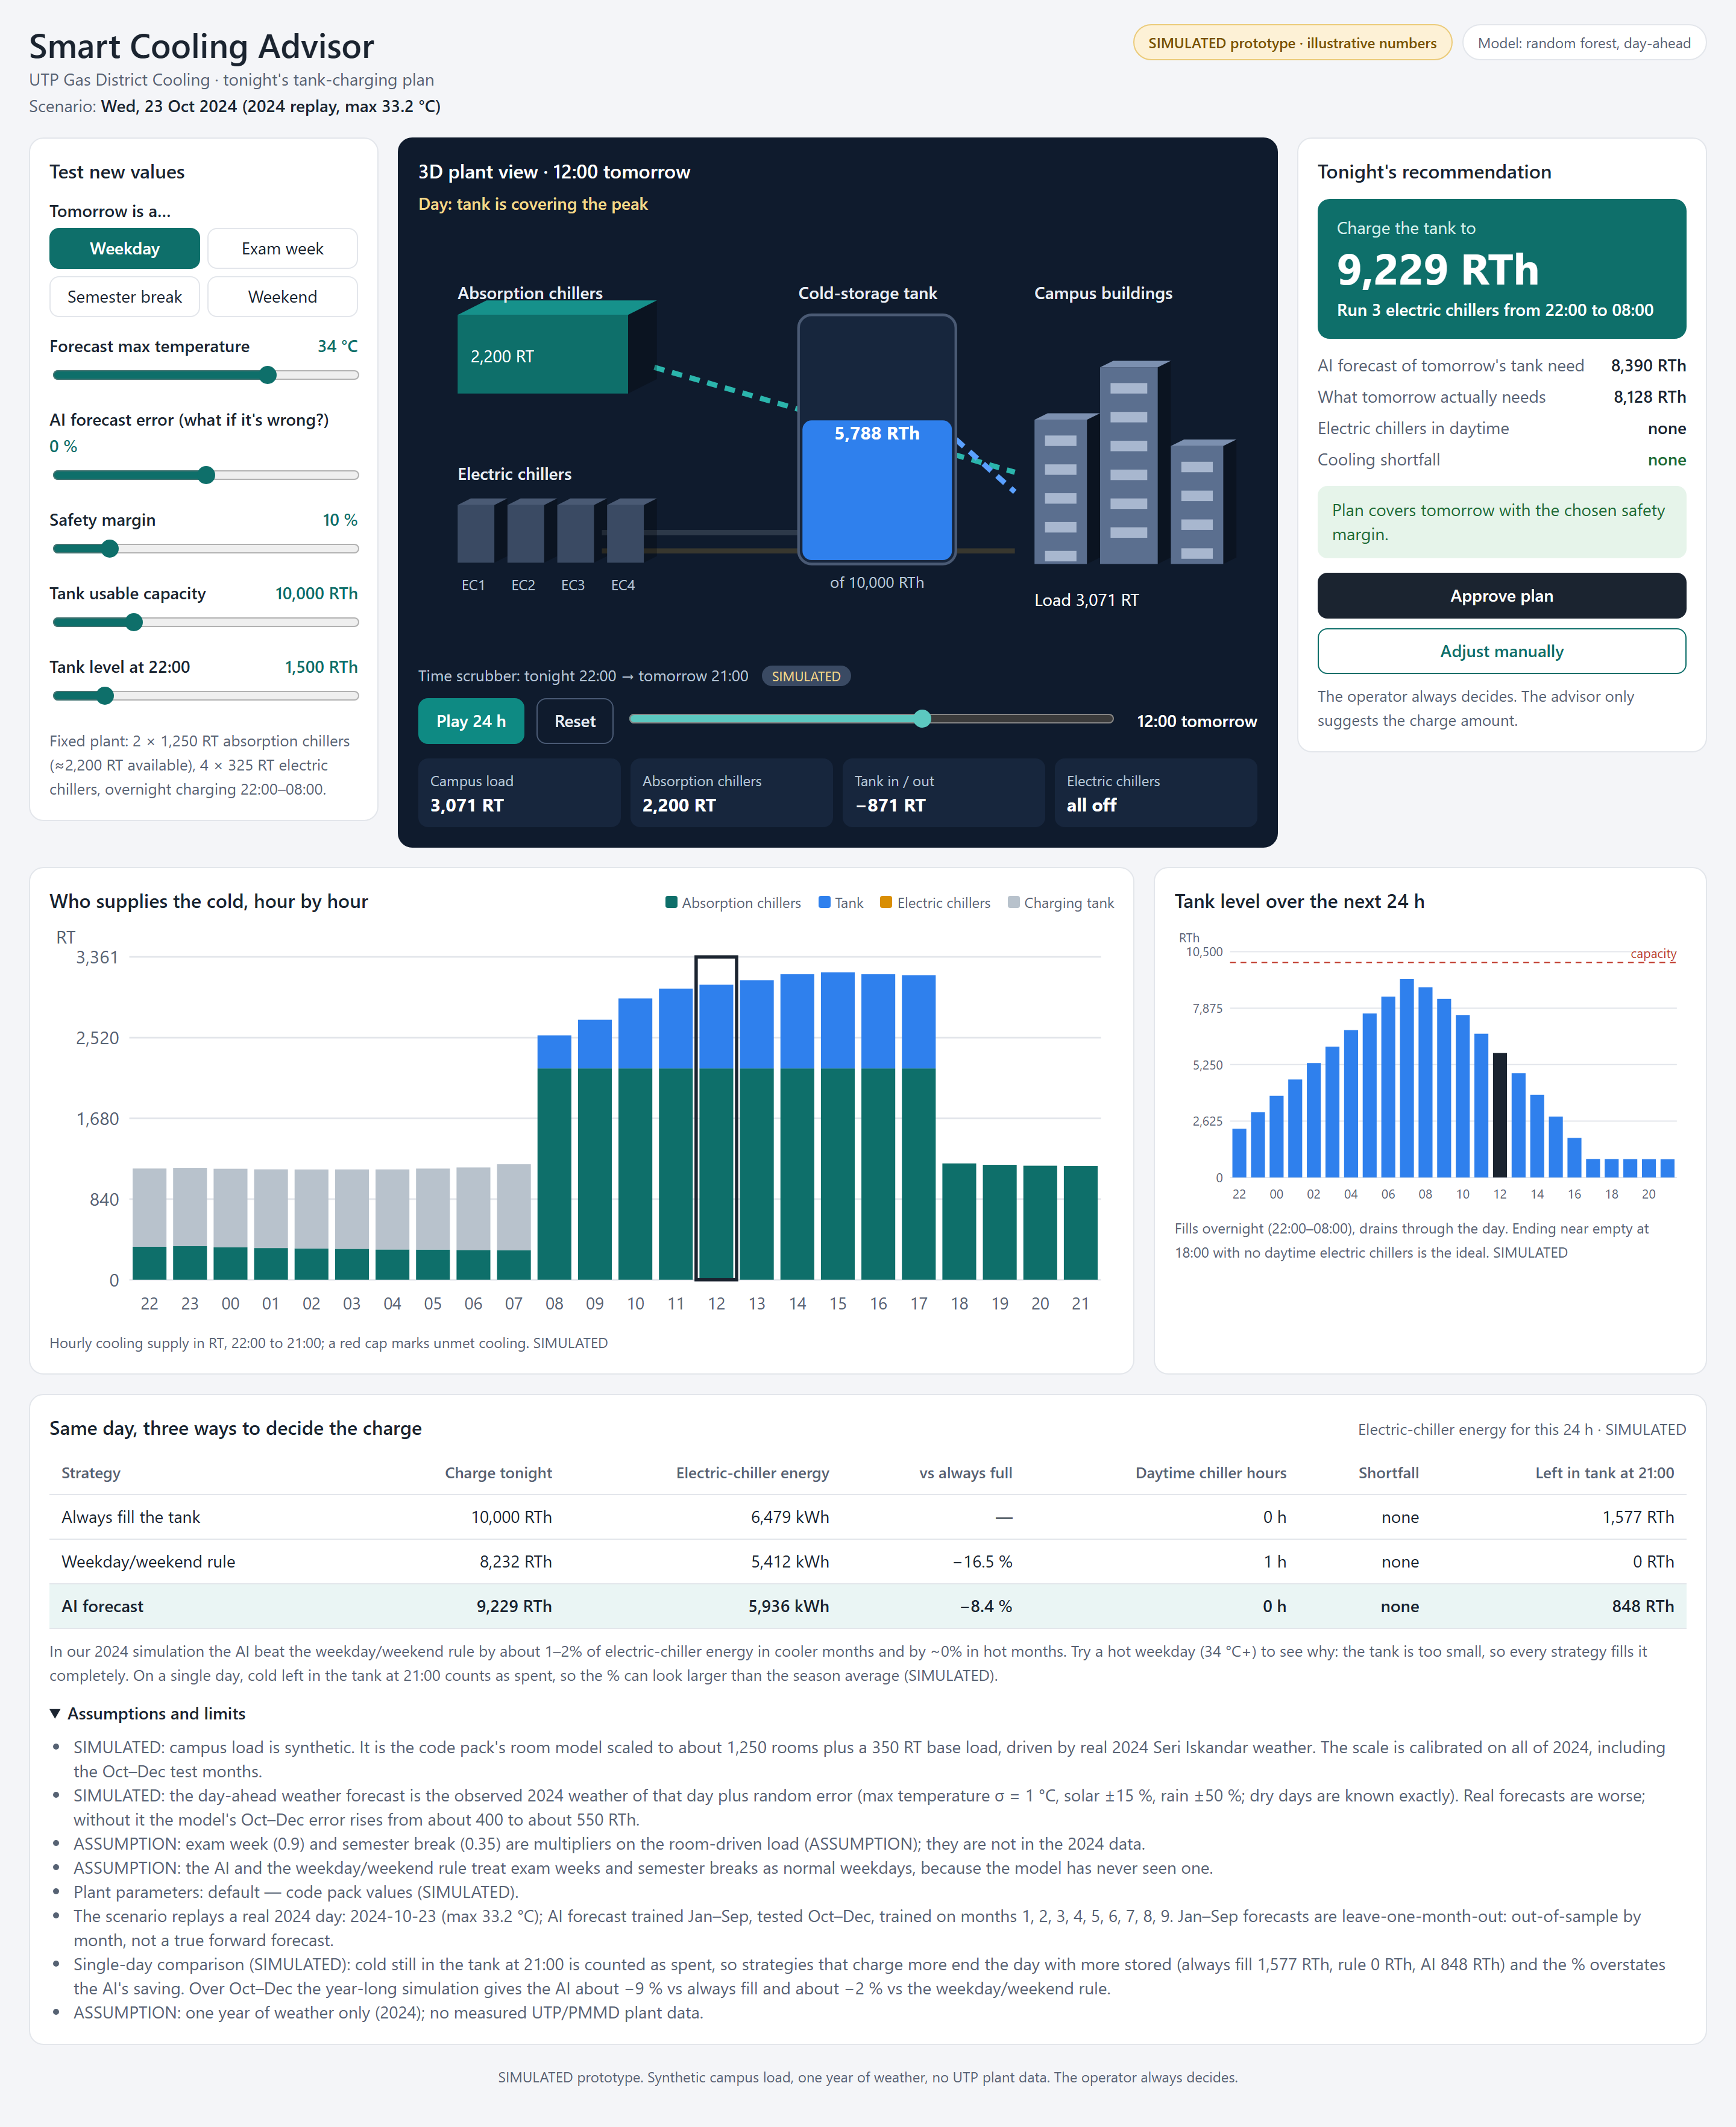 Smart Cooling Advisor
UTP Gas District Cooling · tonight's tank-charging plan
Scenario: Wed, 23 Oct 2024 (2024 replay, max 33.2 °C)
SIMULATED prototype · illustrative numbers
Model: random forest, day-ahead
Test new values
Tomorrow is a...
Weekday
Exam week
Semester break
Weekend
Forecast max temperature 34 °C
AI forecast error (what if it's wrong?)
0 %
Safety margin 10 %
Tank usable capacity 10,000 RTh
Tank level at 22:00 1,500 RTh
Fixed plant: 2 × 1,250 RT absorption chillers
(≈2,200 RT available), 4 × 325 RT electric
chillers, overnight charging 22:00–08:00.
3D plant view · 12:00 tomorrow
Day: tank is covering the peak
Absorption chillers
2,200 RT
Cold-storage tank
Campus buildings
5,788 RTh
Electric chillers
EC1 EC2 EC3 EC4
of 10,000 RTh
Load 3,071 RT
Time scrubber: tonight 22:00 → tomorrow 21:00 SIMULATED
Play 24 h
Reset
12:00 tomorrow
Campus load
3,071 RT
Absorption chillers
2,200 RT
Tank in / out
−871 RT
Electric chillers
all off
Tonight's recommendation
Charge the tank to
9,229 RTh
Run 3 electric chillers from 22:00 to 08:00
AI forecast of tomorrow's tank need 8,390 RTh
What tomorrow actually needs 8,128 RTh
Electric chillers in daytime none
Cooling shortfall none
Plan covers tomorrow with the chosen safety
margin.
Approve plan
Adjust manually
The operator always decides. The advisor only
suggests the charge amount.
Who supplies the cold, hour by hour
Absorption chillers Tank Electric chillers Charging tank
RT
3,361
2,520
1,680
840
0
22 23 00 01 02 03 04 05 06 07 08 09 10 11 12 13 14 15 16 17 18 19 20 21
Hourly cooling supply in RT, 22:00 to 21:00; a red cap marks unmet cooling. SIMULATED
Tank level over the next 24 h
RTh
10,500
capacity
7,875
5,250
2,625
0
22 00 02 04 06 08 10 12 14 16 18 20
Fills overnight (22:00–08:00), drains through the day. Ending near empty at
18:00 with no daytime electric chillers is the ideal. SIMULATED
Same day, three ways to decide the charge
Electric-chiller energy for this 24 h · SIMULATED
Strategy Charge tonight Electric-chiller energy vs always full Daytime chiller hours Shortfall Left in tank at 21:00
Always fill the tank 10,000 RTh 6,479 kWh — 0 h none 1,577 RTh
Weekday/weekend rule 8,232 RTh 5,412 kWh −16.5 % 1 h none 0 RTh
AI forecast 9,229 RTh 5,936 kWh −8.4 % 0 h none 848 RTh
In our 2024 simulation the AI beat the weekday/weekend rule by about 1–2% of electric-chiller energy in cooler months and by ~0% in hot months. Try a hot weekday (34 °C+) to see why: the tank is too small, so every strategy fills it
completely. On a single day, cold left in the tank at 21:00 counts as spent, so the % can look larger than the season average (SIMULATED).
▼ Assumptions and limits
• SIMULATED: campus load is synthetic. It is the code pack's room model scaled to about 1,250 rooms plus a 350 RT base load, driven by real 2024 Seri Iskandar weather. The scale is calibrated on all of 2024, including
the Oct–Dec test months.
• SIMULATED: the day-ahead weather forecast is the observed 2024 weather of that day plus random error (max temperature σ = 1 °C, solar ±15 %, rain ±50 %; dry days are known exactly). Real forecasts are worse;
without it the model's Oct–Dec error rises from about 400 to about 550 RTh.
• ASSUMPTION: exam week (0.9) and semester break (0.35) are multipliers on the room-driven load (ASSUMPTION); they are not in the 2024 data.
• ASSUMPTION: the AI and the weekday/weekend rule treat exam weeks and semester breaks as normal weekdays, because the model has never seen one.
• Plant parameters: default — code pack values (SIMULATED).
• The scenario replays a real 2024 day: 2024-10-23 (max 33.2 °C); AI forecast trained Jan–Sep, tested Oct–Dec, trained on months 1, 2, 3, 4, 5, 6, 7, 8, 9. Jan–Sep forecasts are leave-one-month-out: out-of-sample by
month, not a true forward forecast.
• Single-day comparison (SIMULATED): cold still in the tank at 21:00 is counted as spent, so strategies that charge more end the day with more stored (always fill 1,577 RTh, rule 0 RTh, AI 848 RTh) and the % overstates
the AI's saving. Over Oct–Dec the year-long simulation gives the AI about −9 % vs always fill and about −2 % vs the weekday/weekend rule.
• ASSUMPTION: one year of weather only (2024); no measured UTP/PMMD plant data.
SIMULATED prototype. Synthetic campus load, one year of weather, no UTP plant data. The operator always decides.